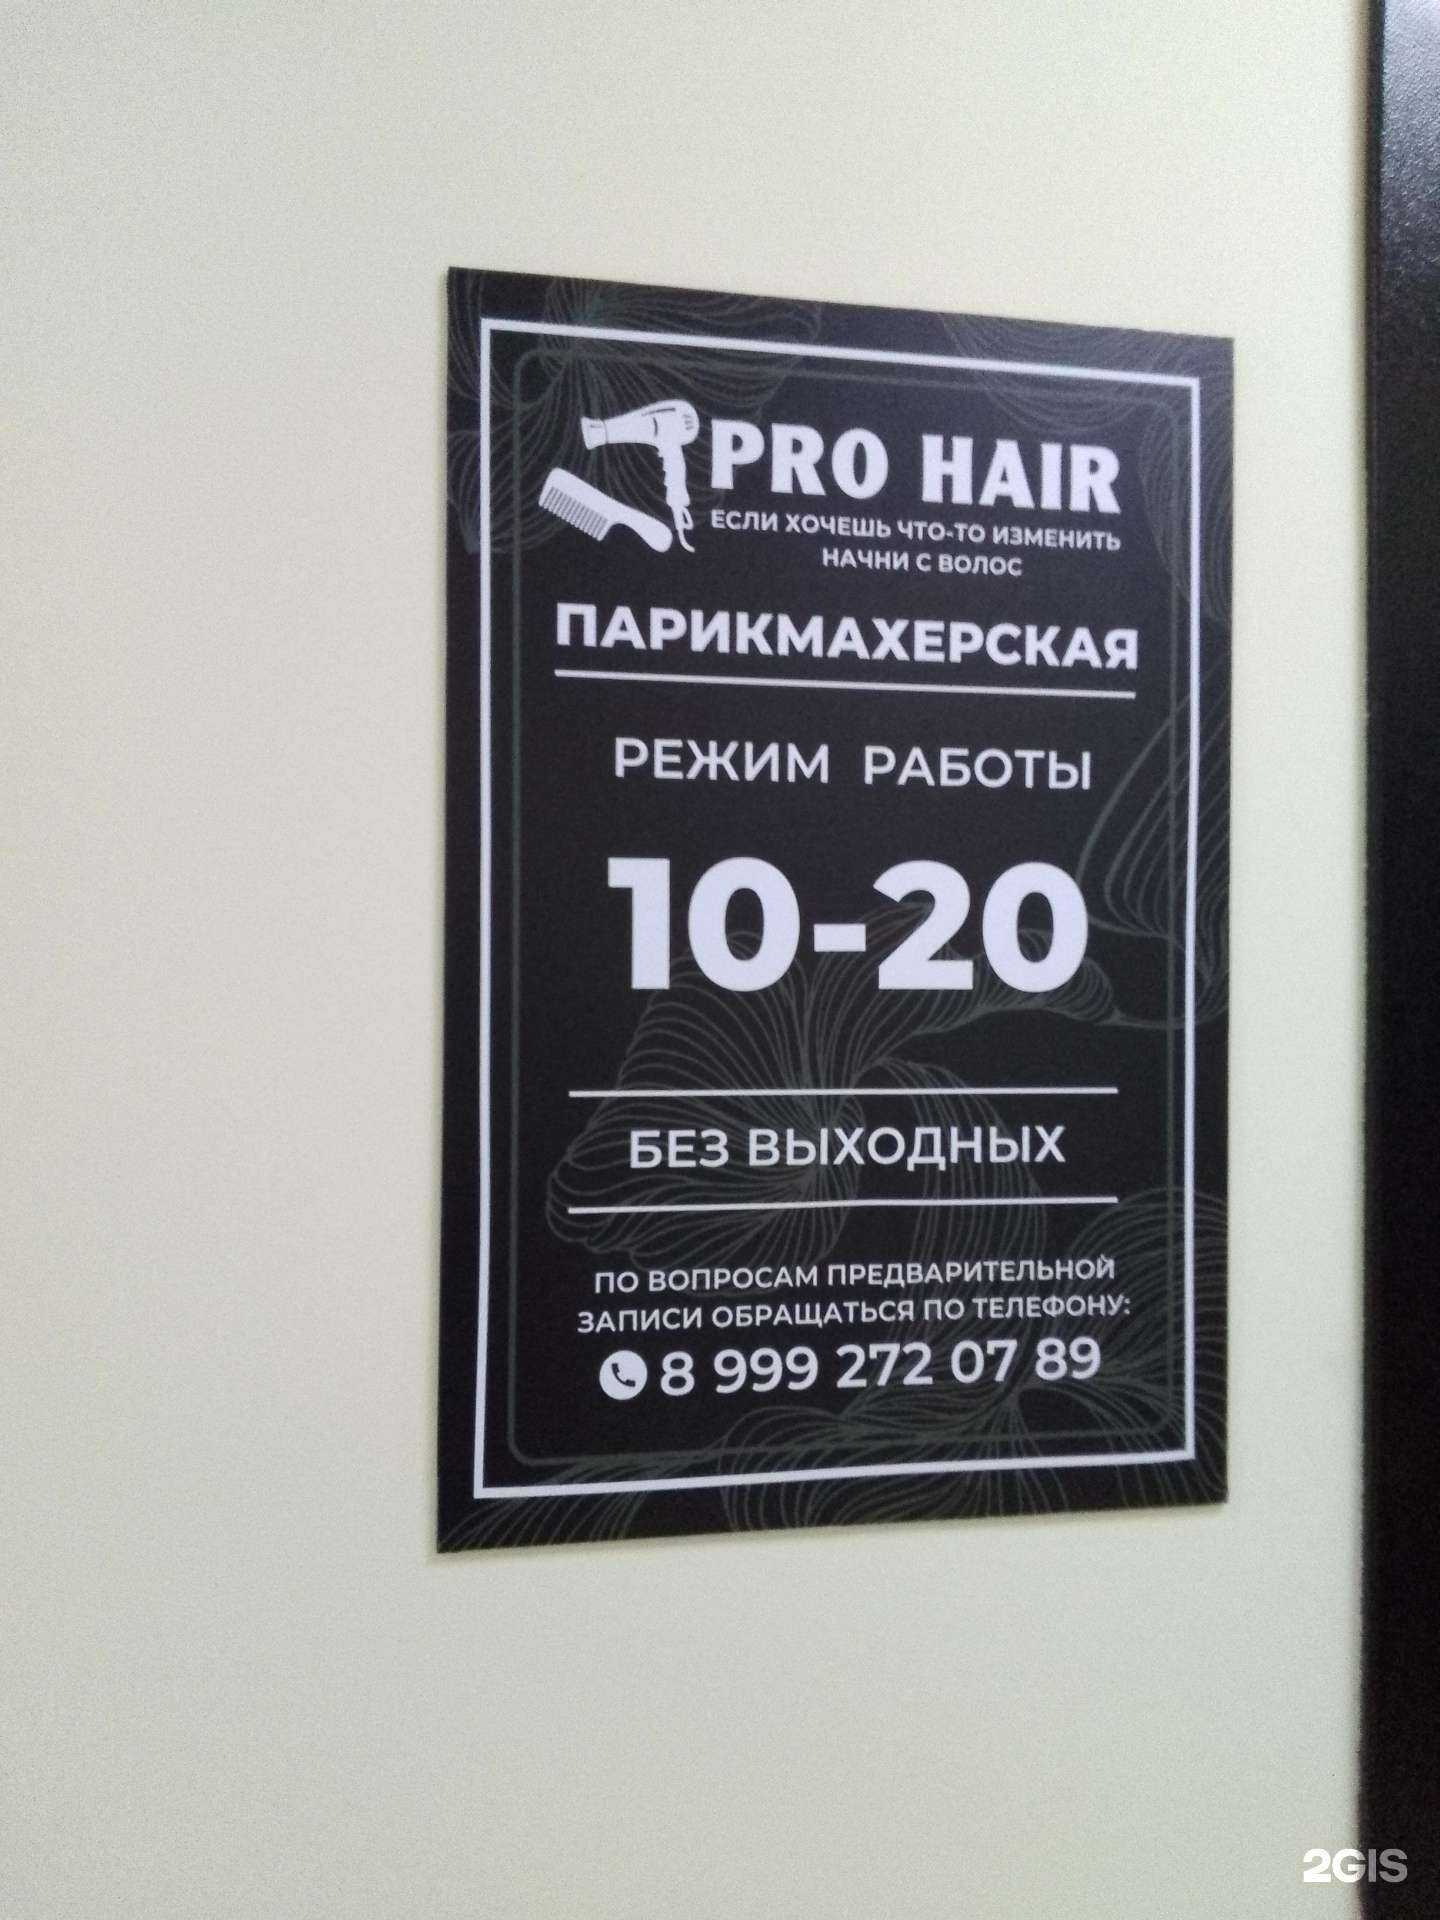 PRO HAIR
ЕСЛИ ХОЧЕШЬ ЧТО-ТО ИЗМЕНИТЬ
НАЧНИ С ВОЛОС
ПАРИКМАХЕРСКАЯ
РЕЖИМ РАБОТЫ
10-20
БЕЗ ВЫХОДНЫХ
ПО ВОПРОСАМ ПРЕДВАРИТЕЛЬНОЙ
ЗАПИСИ ОБРАЩАТЬСЯ ПО ТЕЛЕФОНУ:
8 999 272 07 89
2GIS